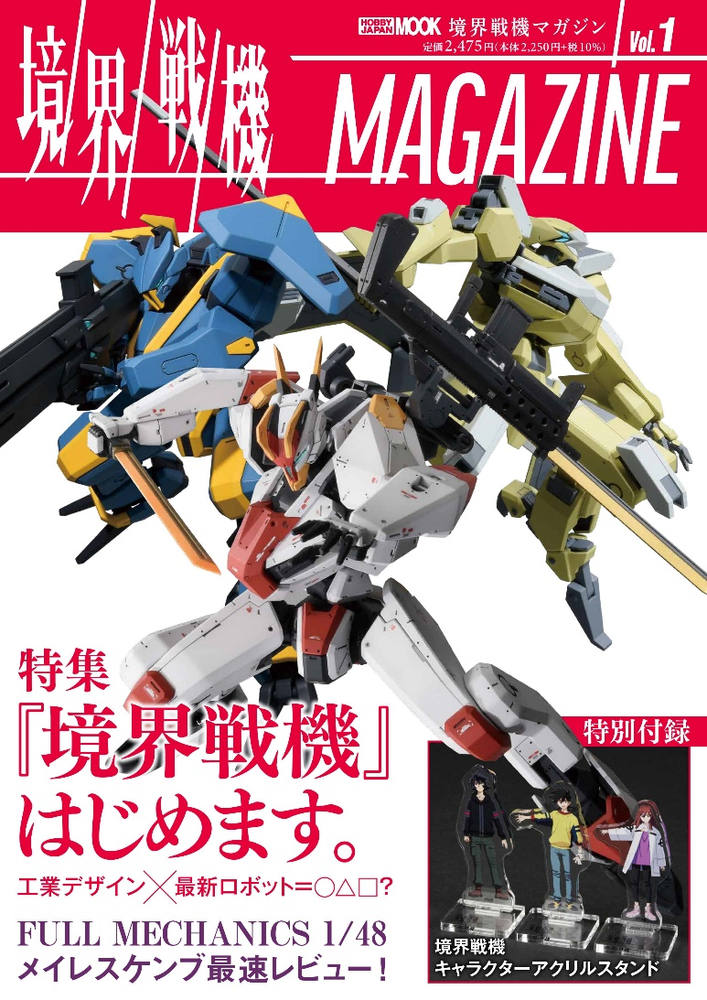 HOBBY JAPAN MOOK 境界戦機マガジン
定価2,475円(本体2,250円+税10%)
Vol.1
境界戦機
MAGAZINE
特集
『境界戦機』
はじめます。
工業デザイン×最新ロボット=○△□?
FULL MECHANICS 1/48
メイレスケンブ最速レビュー!
特別付録
境界戦機
キャラクターアクリルスタンド